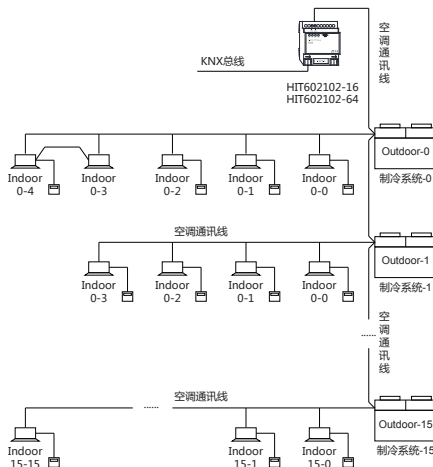 空调通讯线
KNX总线
HIT602102-16
HIT602102-64
Outdoor-0
Indoor
0-4
Indoor
0-3
Indoor
0-2
Indoor
0-1
Indoor
0-0
制冷系统-0
空调通讯线
Outdoor-1
Indoor
0-3
Indoor
0-2
Indoor
0-1
Indoor
0-0
制冷系统-1
空调通讯线
......
空调通讯线
......
Outdoor-15
Indoor
15-15
Indoor
15-1
Indoor
15-0
制冷系统-15